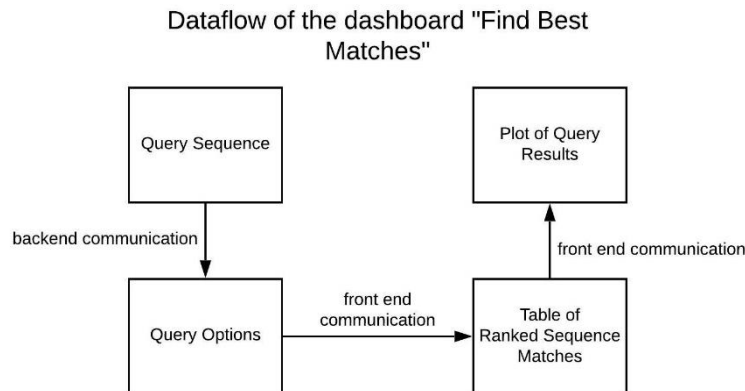 Dataflow of the dashboard "Find Best
Matches"
Query Sequence
Plot of Query
Results
backend communication
front end communication
Query Options
front end
communication
Table of
Ranked Sequence
Matches